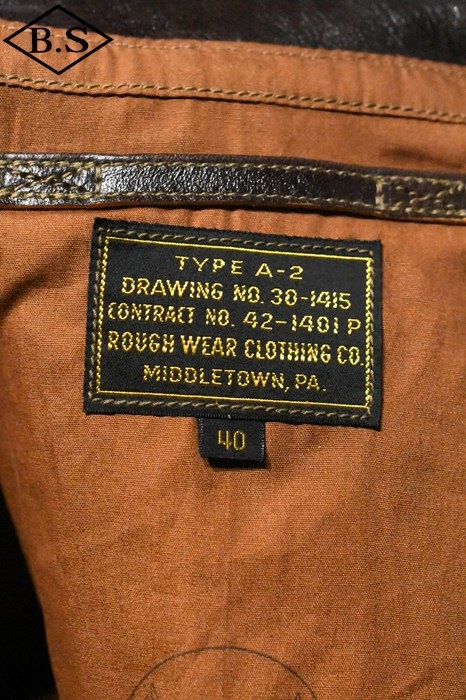 B.S
TYPE A-2
DRAWING NO. 30-1415
CONTRACT NO. 42-1401 P
ROUGH WEAR CLOTHING CO.
MIDDLETOWN, PA.
40